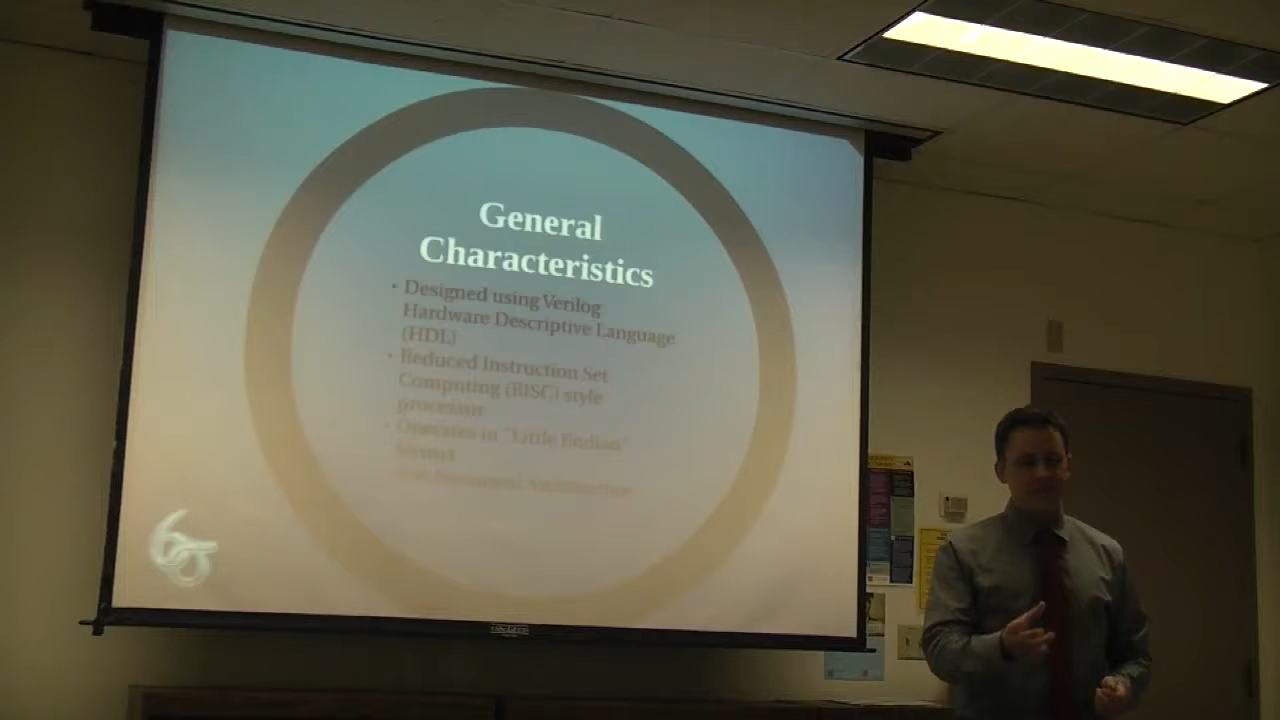 General
Characteristics
• Designed using Verilog
Hardware Descriptive Language
(HDL)
• Reduced Instruction Set
Computing (RISC) style
processor
• Operates in "Little Endian"